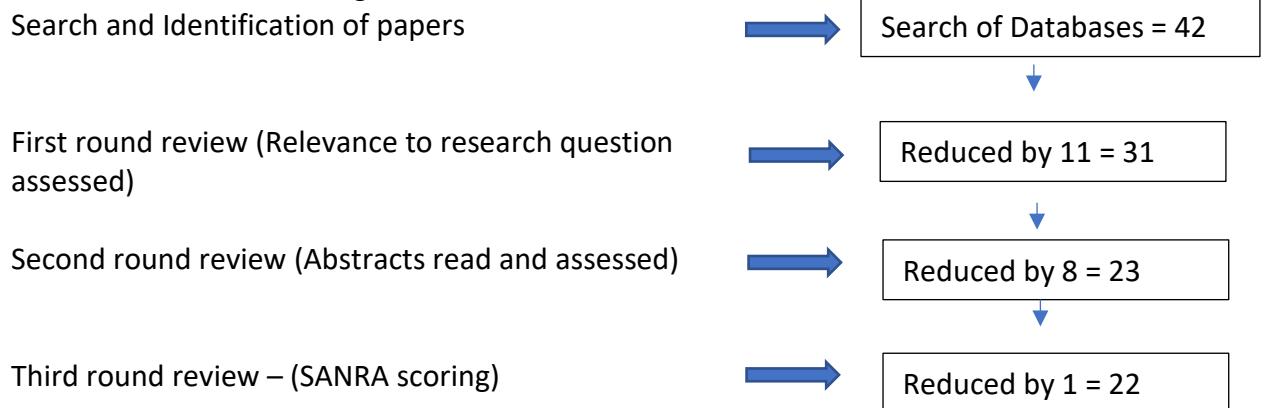 Search and Identification of papers
Search of Databases = 42
First round review (Relevance to research question
assessed)
Reduced by 11 = 31
Second round review (Abstracts read and assessed)
Reduced by 8 = 23
Third round review – (SANRA scoring)
Reduced by 1 = 22